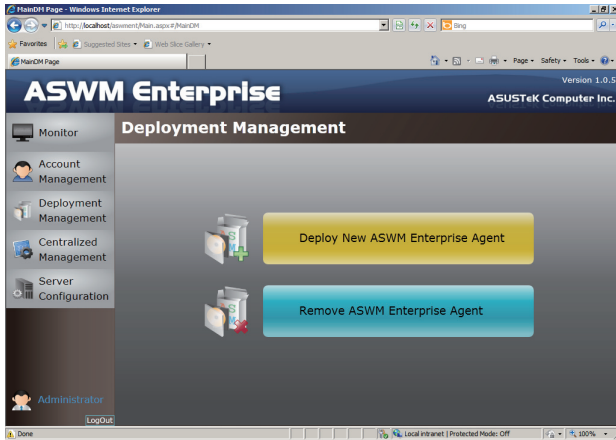 MainDM Page - Windows Internet Explorer
http://localhost/aswment/Main.aspx#/MainDM
Bing
Favorites
Suggested Sites
Web Slice Gallery
MainDM Page
Page
Safety
Tools
ASWM Enterprise
Version 1.0.5
ASUSTeK Computer Inc.
Monitor
Deployment Management
Account
Management
Deployment
Management
Centralized
Management
Server
Configuration
Deploy New ASWM Enterprise Agent
Remove ASWM Enterprise Agent
Administrator
LogOut
Done
Local intranet | Protected Mode: Off
100%